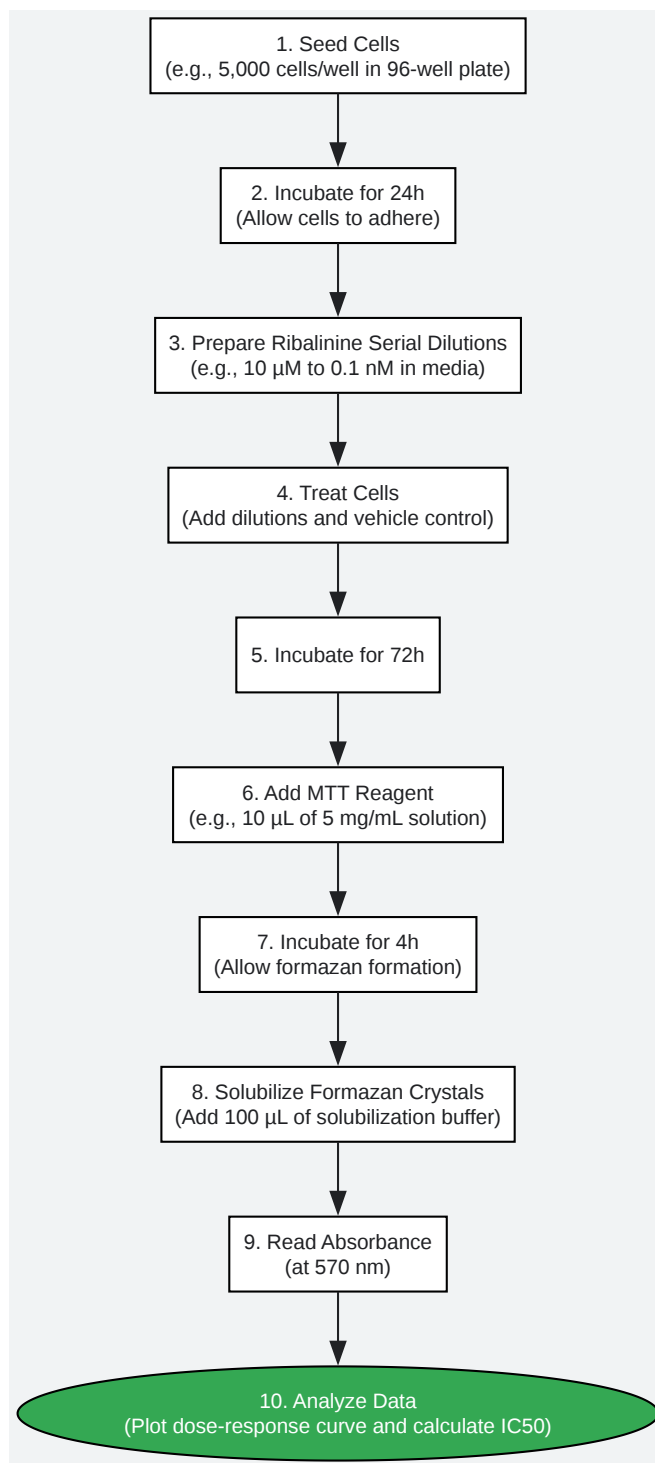 1. Seed Cells
(e.g., 5,000 cells/well in 96-well plate)
2. Incubate for 24h
(Allow cells to adhere)
3. Prepare Ribalinine Serial Dilutions
(e.g., 10 µM to 0.1 nM in media)
4. Treat Cells
(Add dilutions and vehicle control)
5. Incubate for 72h
6. Add MTT Reagent
(e.g., 10 µL of 5 mg/mL solution)
7. Incubate for 4h
(Allow formazan formation)
8. Solubilize Formazan Crystals
(Add 100 µL of solubilization buffer)
9. Read Absorbance
(at 570 nm)
10. Analyze Data
(Plot dose-response curve and calculate IC50)